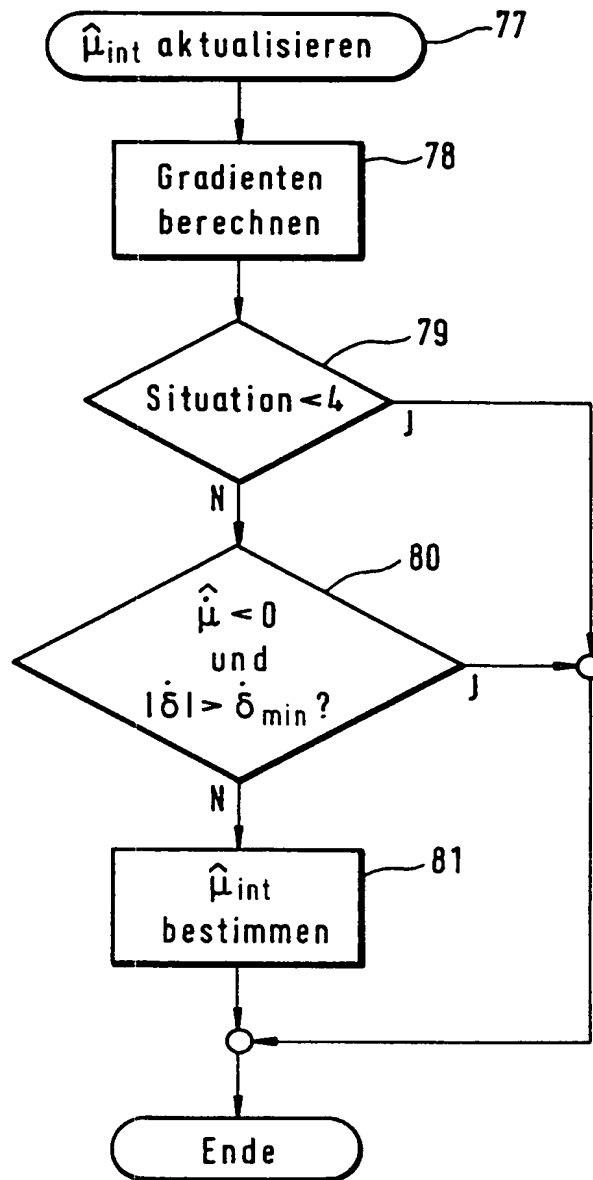 μ̂int aktualisieren
77
Gradienten
berechnen
78
79
Situation < 4
J
N
80
μ̂̇ < 0
und
|δ̇| > δ̇min ?
J
N
μ̂int
bestimmen
81
Ende